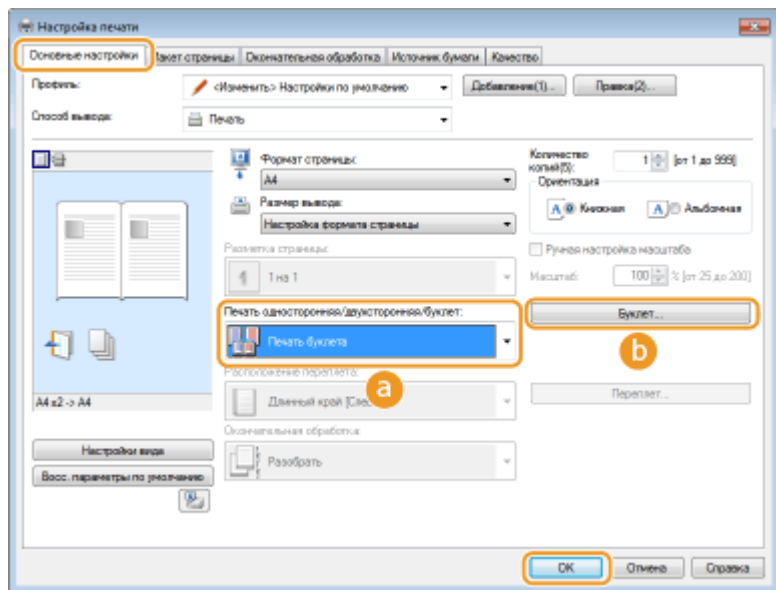 Настройка печати
Основные настройки Макет страницы Окончательная обработка Источник бумаги Качество
Профиль: <Изменить> Настройки по умолчанию Добавление(1)... Правка(2)...
Способ вывода: Печать
Формат страницы:
A4
Размер вывода:
Настройка формата страницы
Разметка страницы:
1 на 1
Печать односторонняя/двухсторонняя/буклет:
Печать буклета
a
Расположение переплета:
Длинный край [Слев
Окончательная обработка:
Разобрать
Количество копий(5): 1 [от 1 до 999]
Ориентация
A Книжная A Альбомная
Ручная настройка масштаба
Масштаб: 100 % [от 25 до 200]
Буклет...
b
Переплет...
A4 x2 -> A4
Настройки вида
Восс. параметры по умолчанию
OK Отмена Справка